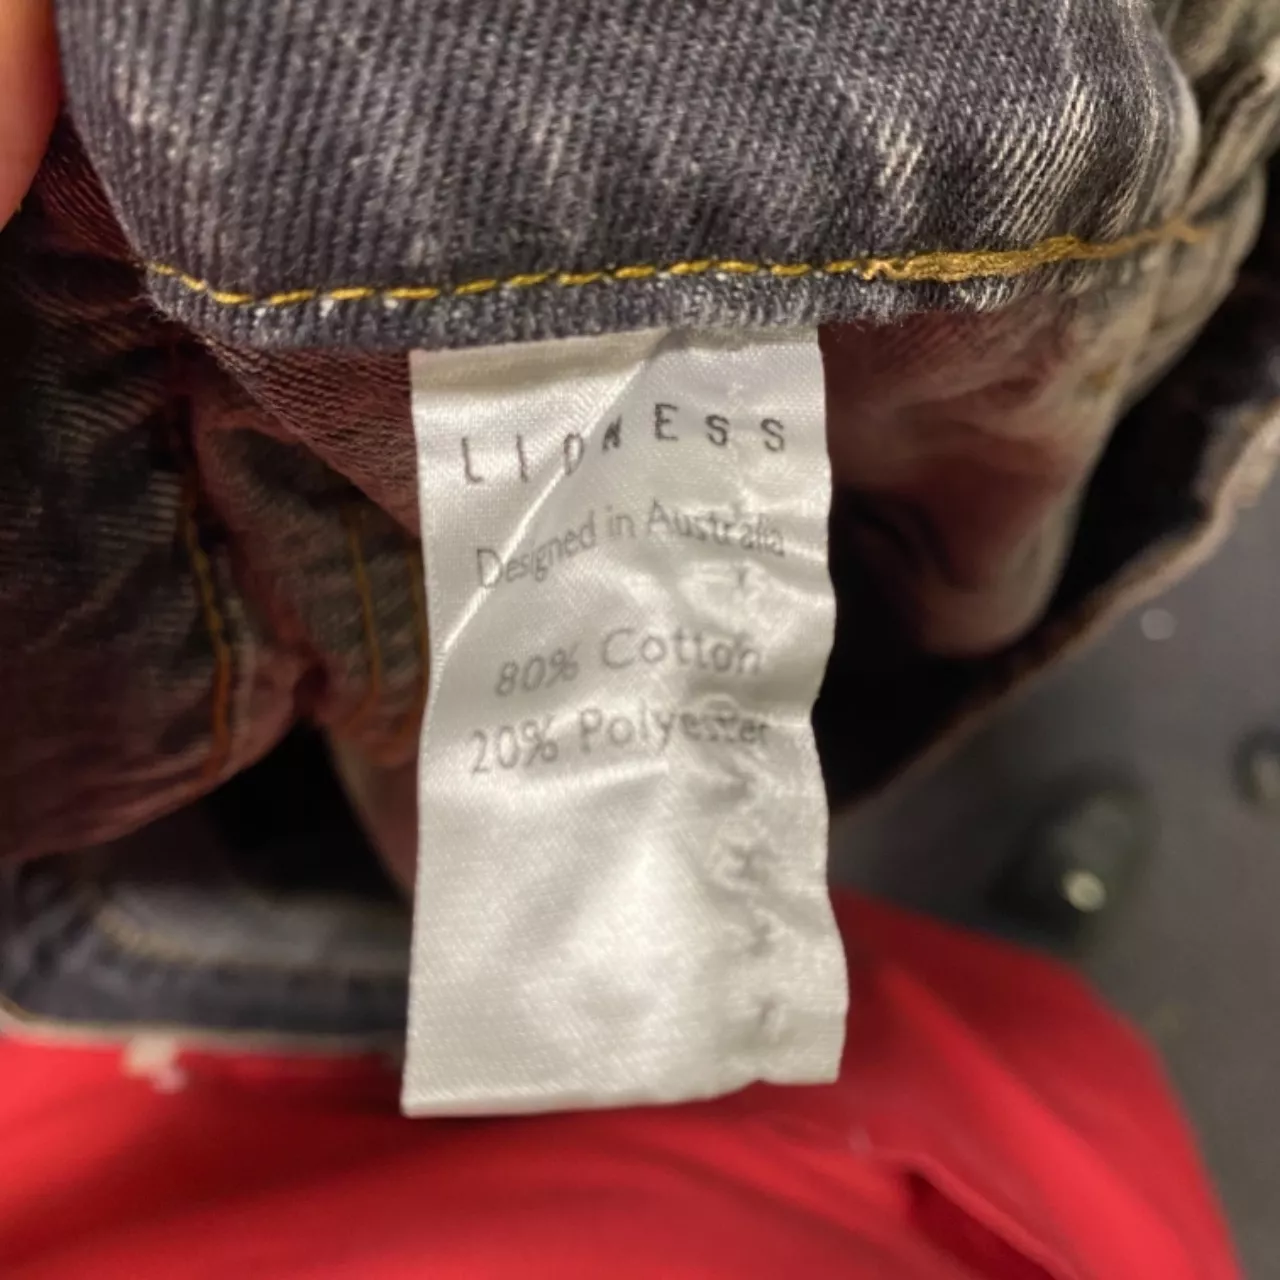 LIONESS
Designed in Australia
80% Cotton
20% Polyester